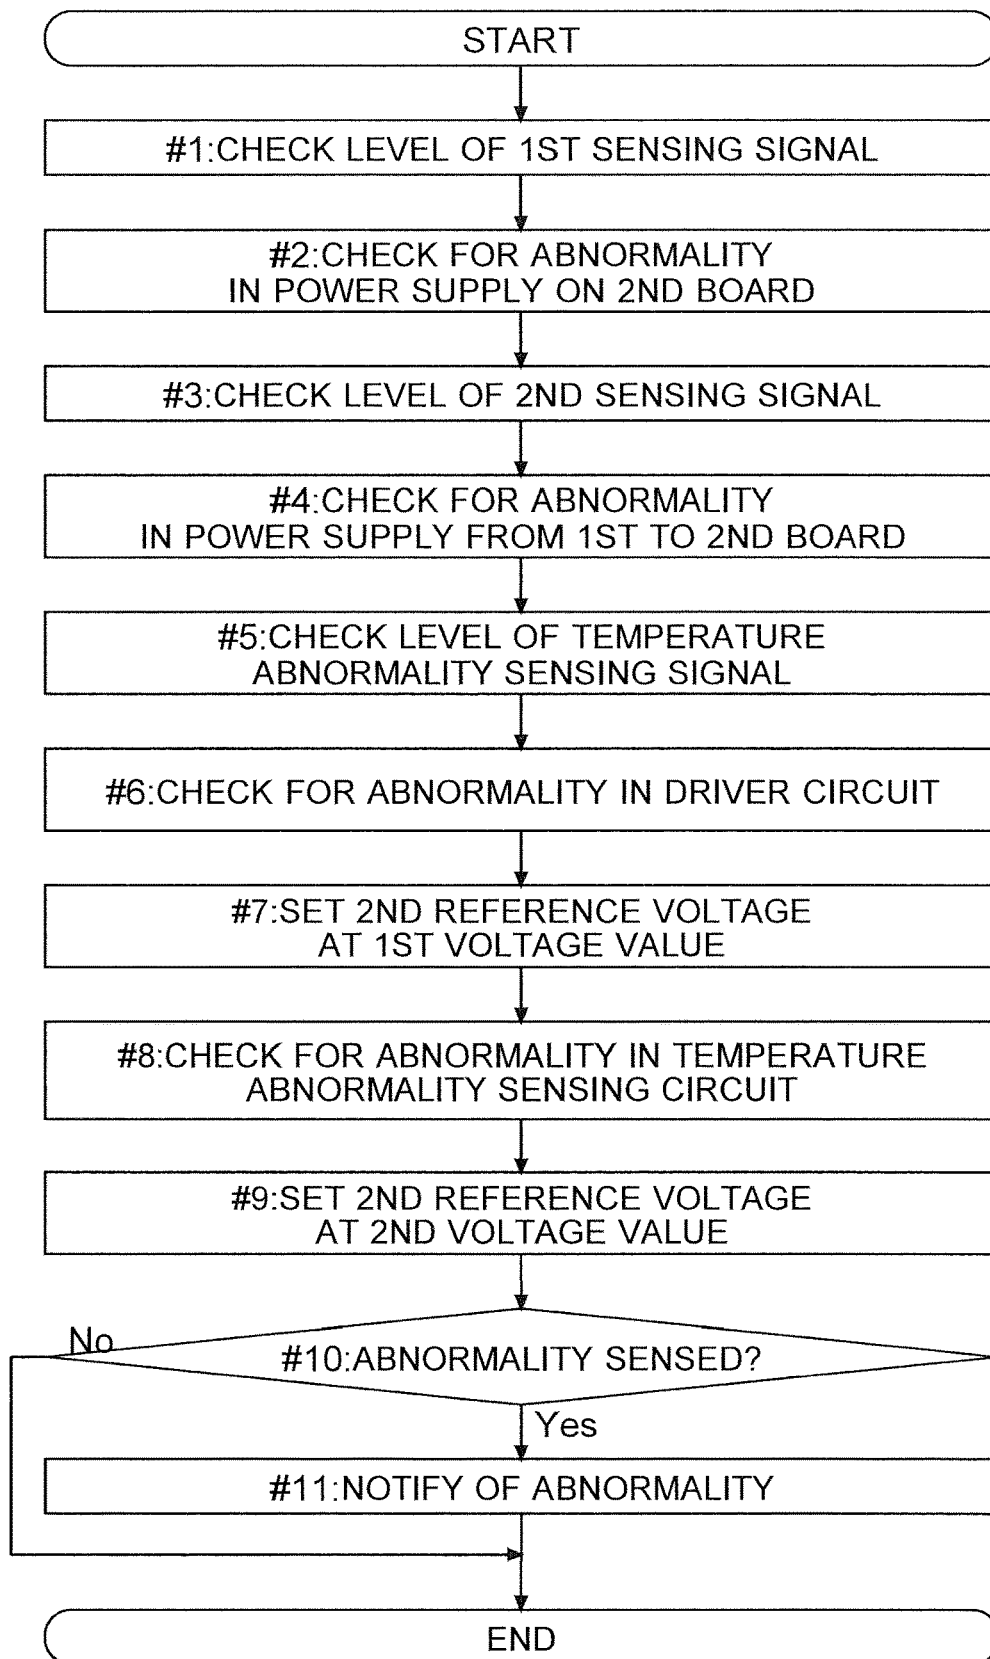 START
#1:CHECK LEVEL OF 1ST SENSING SIGNAL
#2:CHECK FOR ABNORMALITY
IN POWER SUPPLY ON 2ND BOARD
#3:CHECK LEVEL OF 2ND SENSING SIGNAL
#4:CHECK FOR ABNORMALITY
IN POWER SUPPLY FROM 1ST TO 2ND BOARD
#5:CHECK LEVEL OF TEMPERATURE
ABNORMALITY SENSING SIGNAL
#6:CHECK FOR ABNORMALITY IN DRIVER CIRCUIT
#7:SET 2ND REFERENCE VOLTAGE
AT 1ST VOLTAGE VALUE
#8:CHECK FOR ABNORMALITY IN TEMPERATURE
ABNORMALITY SENSING CIRCUIT
#9:SET 2ND REFERENCE VOLTAGE
AT 2ND VOLTAGE VALUE
No
#10:ABNORMALITY SENSED?
Yes
#11:NOTIFY OF ABNORMALITY
END